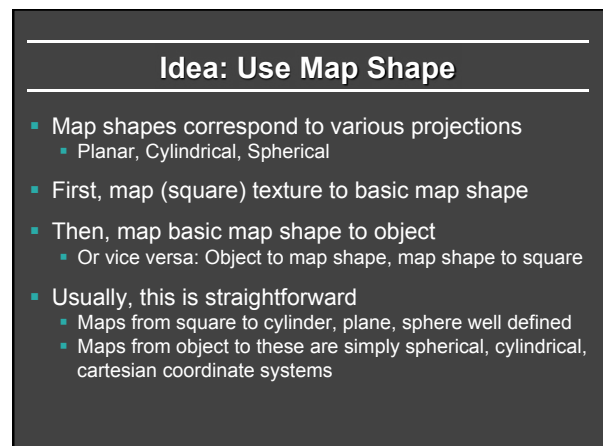 Idea: Use Map Shape
▪ Map shapes correspond to various projections
▪ Planar, Cylindrical, Spherical
▪ First, map (square) texture to basic map shape
▪ Then, map basic map shape to object
▪ Or vice versa: Object to map shape, map shape to square
▪ Usually, this is straightforward
▪ Maps from square to cylinder, plane, sphere well defined
▪ Maps from object to these are simply spherical, cylindrical,
cartesian coordinate systems